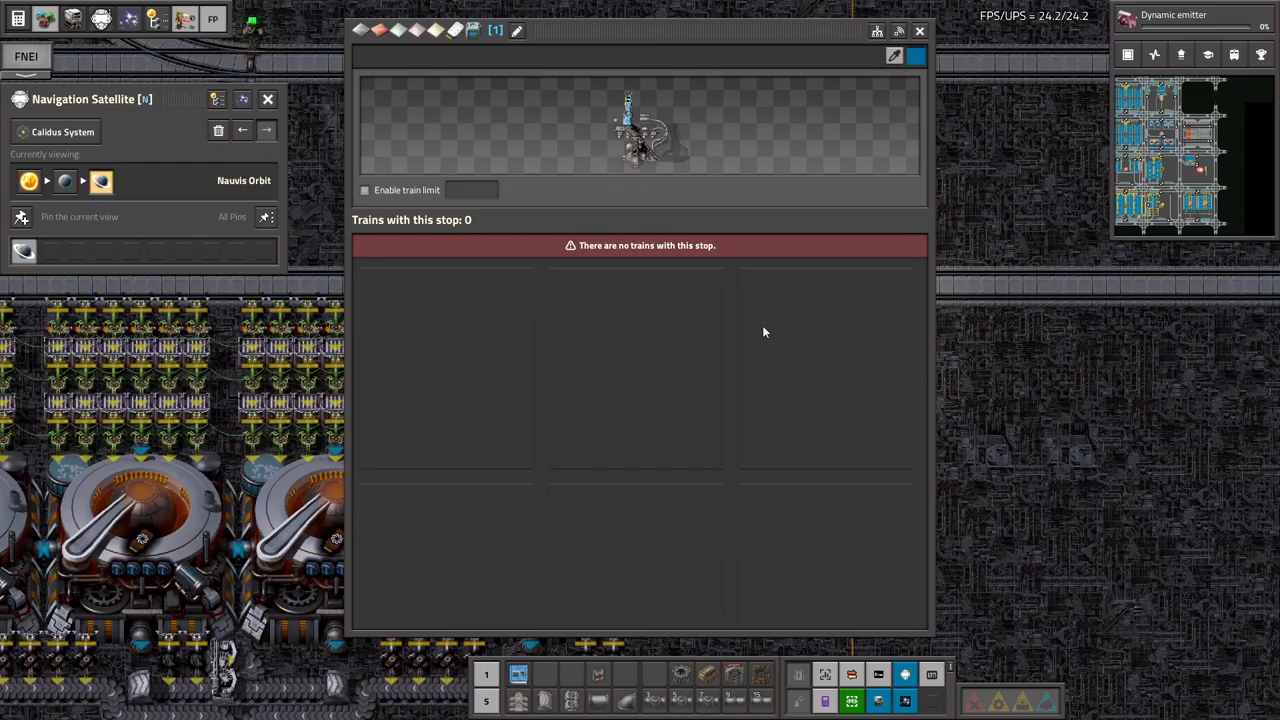 FP
[1]
FPS/UPS = 24.2/24.2
Dynamic emitter
0%
FNEI
Navigation Satellite [N]
Calidus System
Currently viewing:
Nauvis Orbit
Pin the current view
All Pins
Enable train limit
Trains with this stop: 0
There are no trains with this stop.
1
5